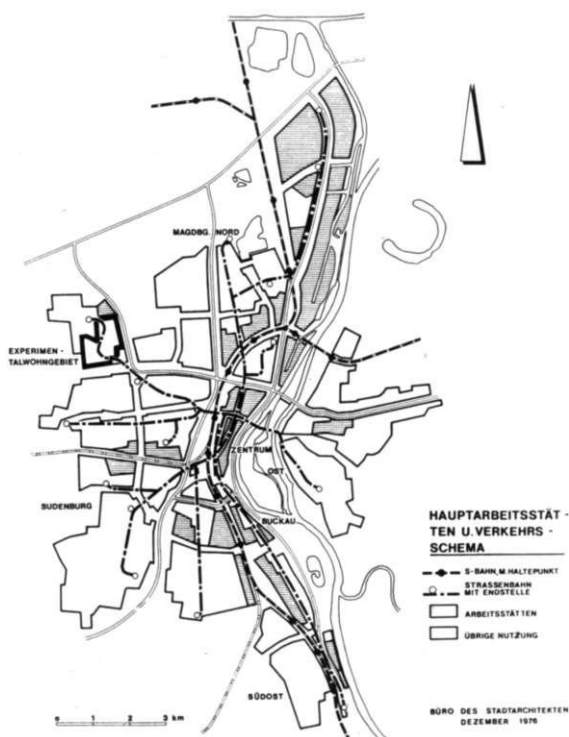 MAGDBG. NORD
EXPERIMEN -
TALWOHNGEBIET
ZENTRUM
OST
SUDENBURG
BUCKAU
SÜDOST
HAUPTARBEITSSTÄT -
TEN U. VERKEHRS -
SCHEMA
S-BAHN M. HALTEPUNKT
STRASSENBAHN
MIT ENDSTELLE
ARBEITSSTÄTTEN
ÜBRIGE NUTZUNG
0 1 2 3 km
BÜRO DES STADTARCHITEKTEN
DEZEMBER 1976